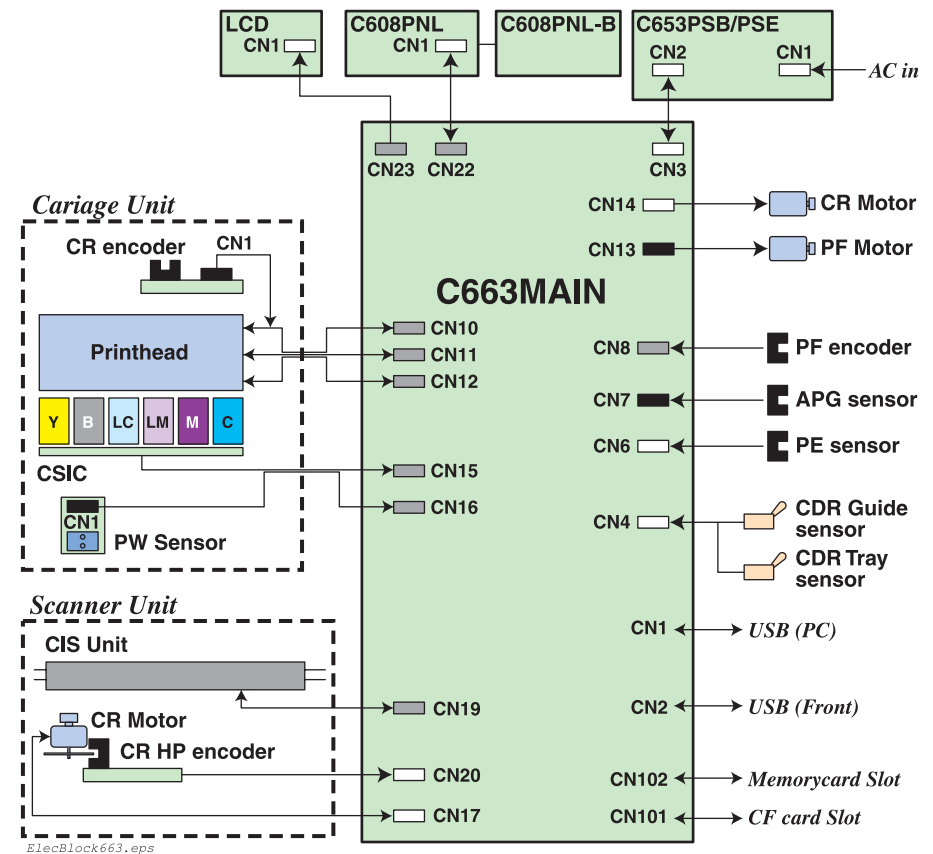 LCD
CN1
C608PNL
CN1
C608PNL-B
C653PSB/PSE
CN2
CN1
AC in
CN23
CN22
CN3
Cariage Unit
CR encoder
CN1
Printhead
Y
B
LC
LM
M
C
CSIC
CN1
PW Sensor
C663MAIN
CN14
CR Motor
CN13
PF Motor
CN10
CN11
CN12
CN15
CN16
CN8
PF encoder
CN7
APG sensor
CN6
PE sensor
CN4
CDR Guide
sensor
CDR Tray
sensor
Scanner Unit
CIS Unit
CR Motor
CR HP encoder
CN19
CN20
CN17
CN1
USB (PC)
CN2
USB (Front)
CN102
Memorycard Slot
CN101
CF card Slot
ElecBlock663.eps